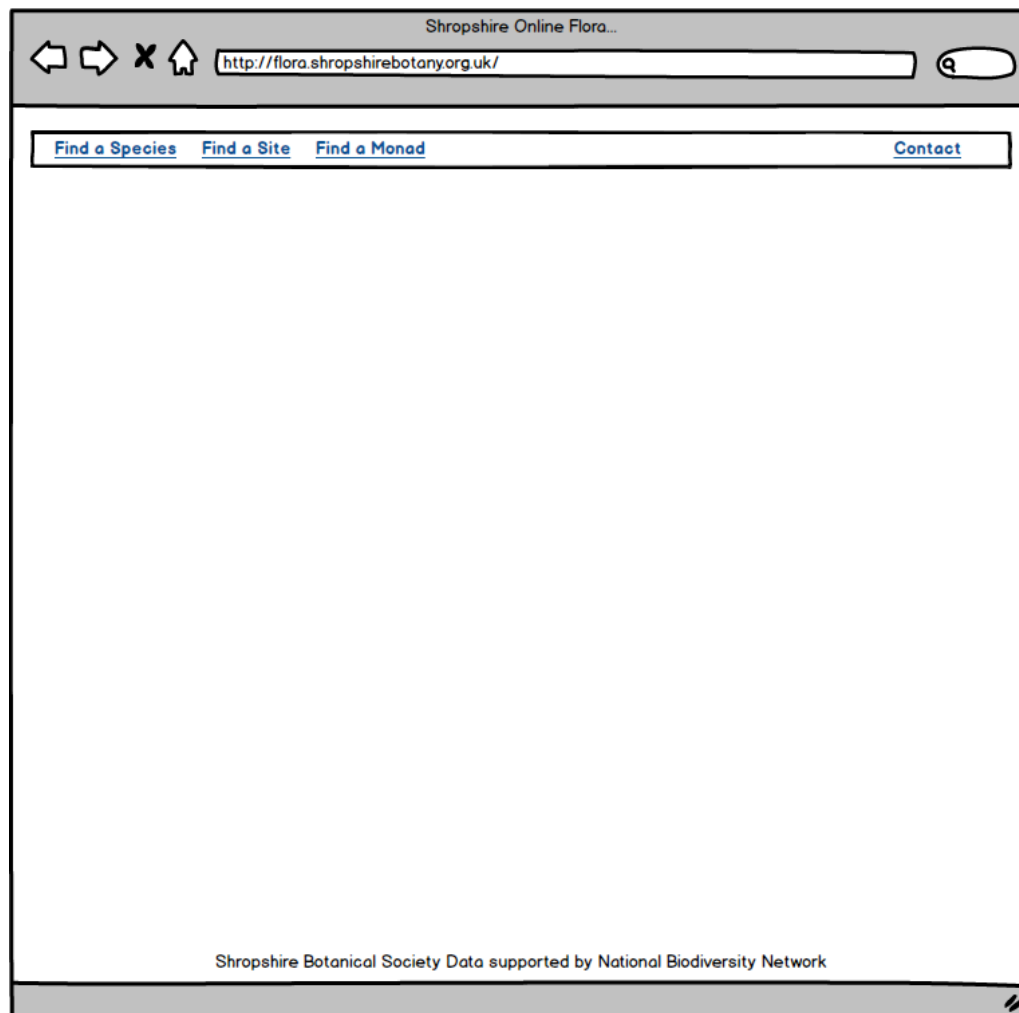 Shropshire Online Flora...
http://flora.shropshirebotany.org.uk/
Find a Species Find a Site Find a Monad Contact
Shropshire Botanical Society Data supported by National Biodiversity Network